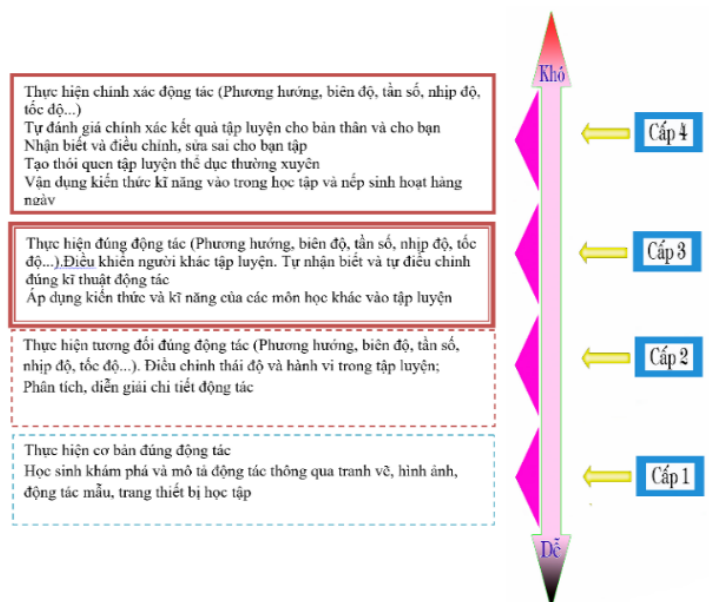 Khó
Thực hiện chính xác động tác (Phương hướng, biên độ, tần số, nhịp độ,
tốc độ...)
Tự đánh giá chính xác kết quả tập luyện cho bản thân và cho bạn
Nhận biết và điều chỉnh, sửa sai cho bạn tập
Tạo thói quen tập luyện thể dục thường xuyên
Vận dụng kiến thức kĩ năng vào trong học tập và nếp sinh hoạt hàng
ngày
Cấp 4
Thực hiện đúng động tác (Phương hướng, biên độ, tần số, nhịp độ, tốc
độ...).Điều khiển người khác tập luyện. Tự nhận biết và tự điều chỉnh
đúng kĩ thuật động tác
Áp dụng kiến thức và kĩ năng của các môn học khác vào tập luyện
Cấp 3
Thực hiện tương đối đúng động tác (Phương hướng, biên độ, tần số,
nhịp độ, tốc độ...). Điều chỉnh thái độ và hành vi trong tập luyện;
Phân tích, diễn giải chi tiết động tác
Cấp 2
Thực hiện cơ bản đúng động tác
Học sinh khám phá và mô tả động tác thông qua tranh vẽ, hình ảnh,
động tác mẫu, trang thiết bị học tập
Cấp 1
Dễ